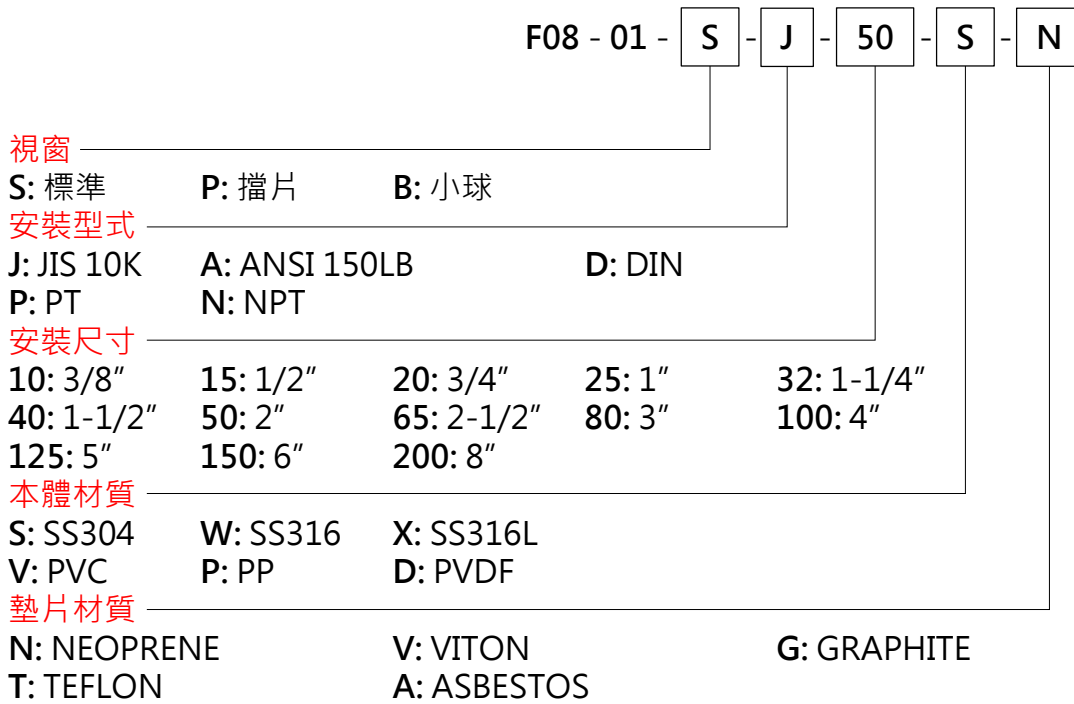 F08 - 01 - S - J - 50 - S - N
視窗
S: 標準 P: 擋片 B: 小球
安裝型式
J: JIS 10K A: ANSI 150LB D: DIN
P: PT N: NPT
安裝尺寸
10: 3/8″ 15: 1/2″ 20: 3/4″ 25: 1″ 32: 1-1/4″
40: 1-1/2″ 50: 2″ 65: 2-1/2″ 80: 3″ 100: 4″
125: 5″ 150: 6″ 200: 8″
本體材質
S: SS304 W: SS316 X: SS316L
V: PVC P: PP D: PVDF
墊片材質
N: NEOPRENE V: VITON G: GRAPHITE
T: TEFLON A: ASBESTOS